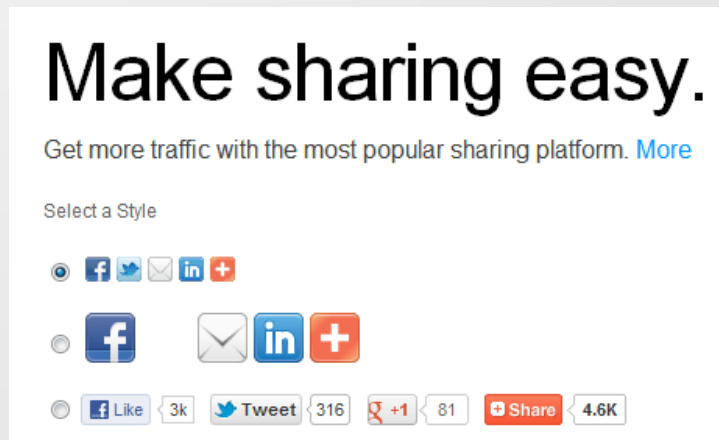 Make sharing easy.
Get more traffic with the most popular sharing platform. More
Select a Style
f in +
f in +
f Like 3k Tweet 316 g +1 81 + Share 4.6K